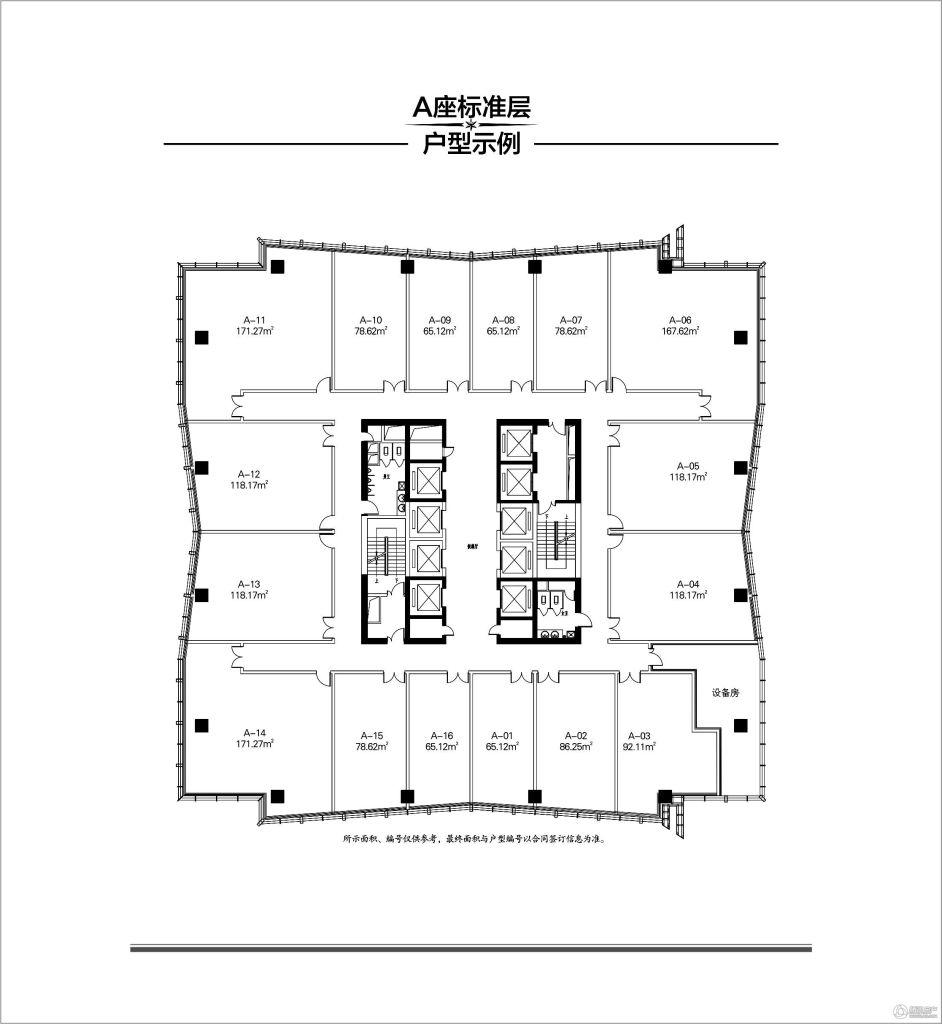 A座标准层
户型示例
A-11
171.27m²
A-10
78.62m²
A-09
65.12m²
A-08
65.12m²
A-07
78.62m²
A-06
167.62m²
A-12
118.17m²
A-05
118.17m²
上
下
A-13
118.17m²
A-04
118.17m²
上
下
设备房
A-14
171.27m²
A-15
78.62m²
A-16
65.12m²
A-01
65.12m²
A-02
86.25m²
A-03
92.11m²
所示面积、编号仅供参考，最终面积与户型编号以合同签订信息为准。